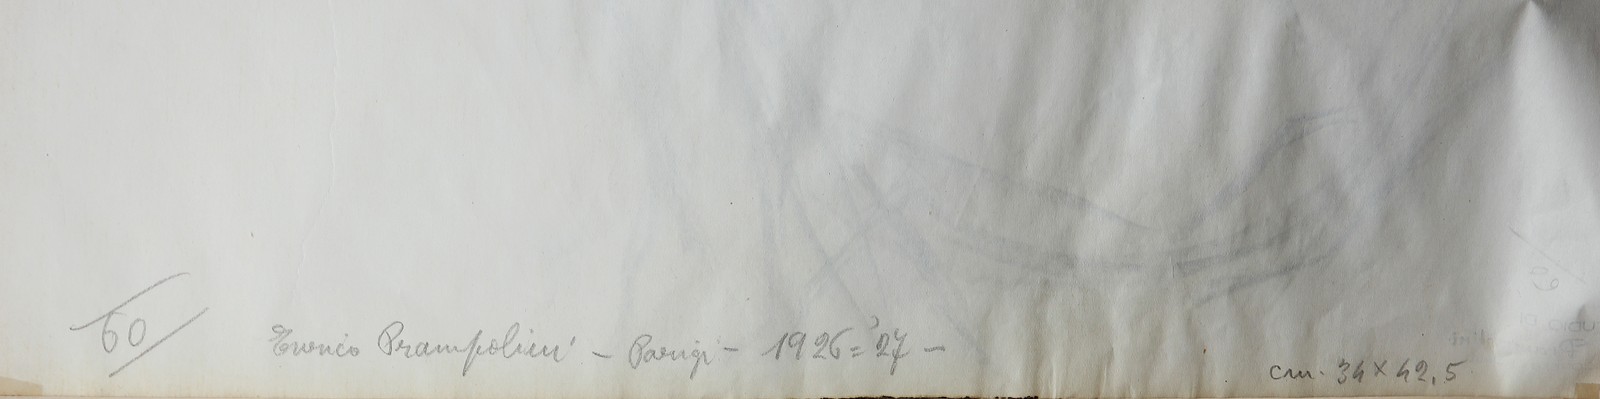 60/
Enrico Prampolini – Parigi – 1926='27 –
cm. 34 x 42,5